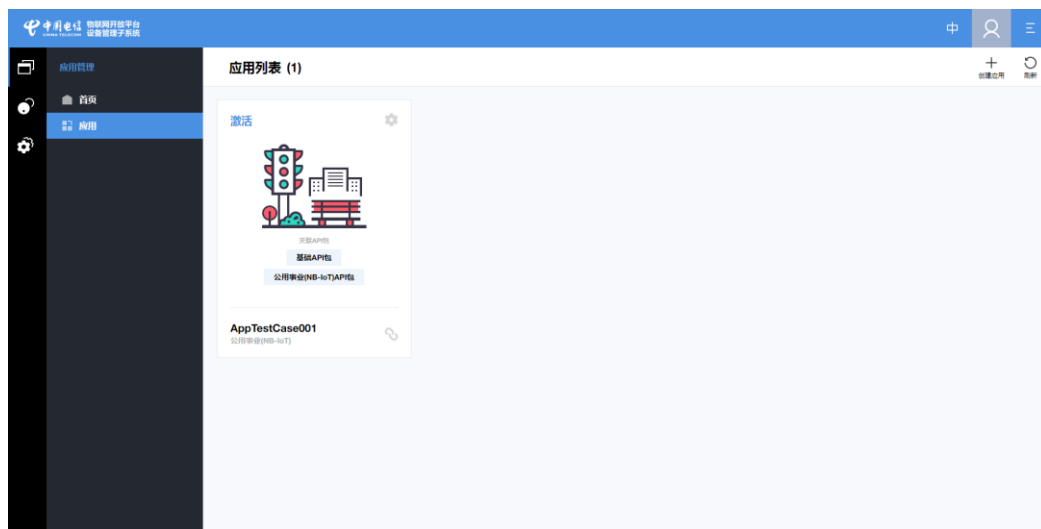 中国电信 物联网开放平台
CHINA TELECOM 设备管理子系统
中
应用管理
首页
应用
应用列表 (1)
创建应用
刷新
激活
关联API包
基础API包
公用事业(NB-IoT)API包
AppTestCase001
公用事业(NB-IoT)